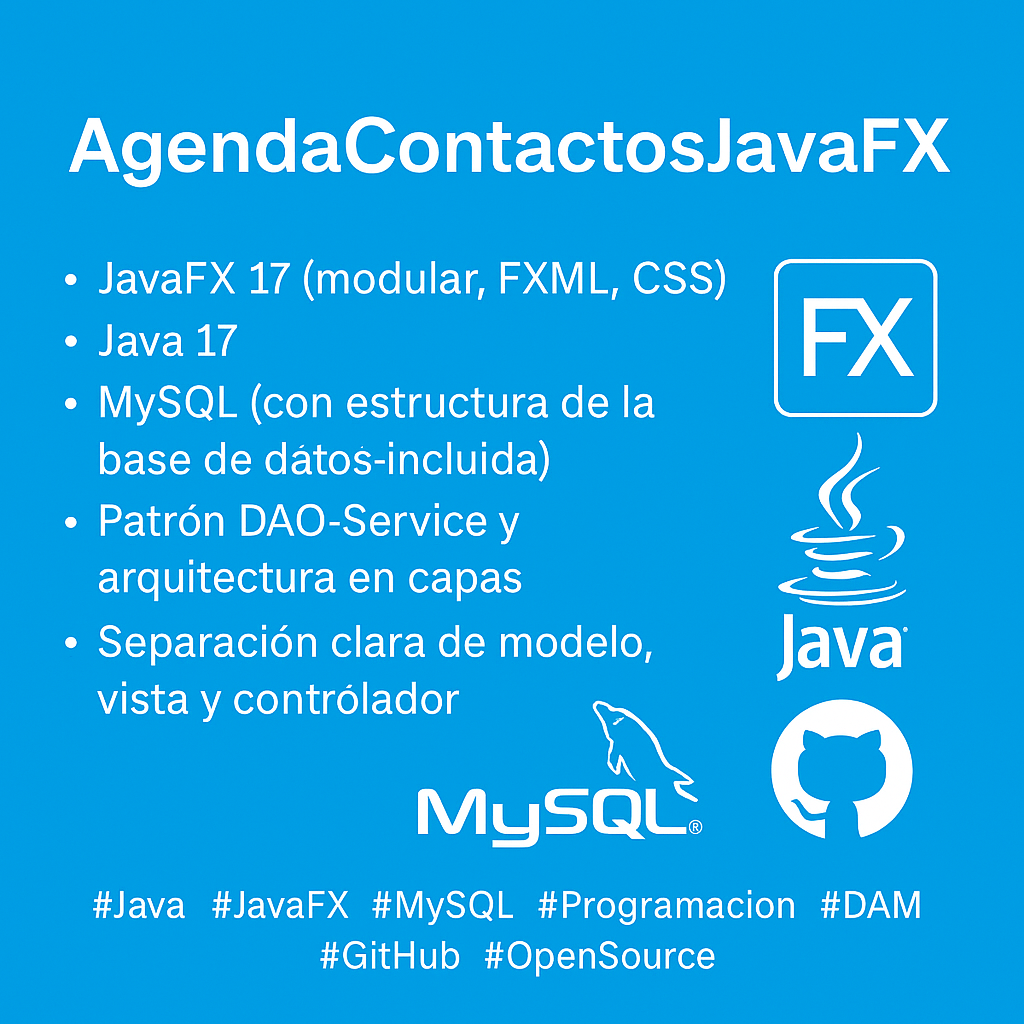 AgendaContactosJavaFX
• JavaFX 17 (modular, FXML, CSS)
• Java 17
• MySQL (con estructura de la
base de dátos-incluida)
• Patrón DAO-Service y
arquitectura en capas
• Separación clara de modelo,
vista y contrólador
FX
Java
MySQL®
#Java #JavaFX #MySQL #Programacion #DAM
#GitHub #OpenSource